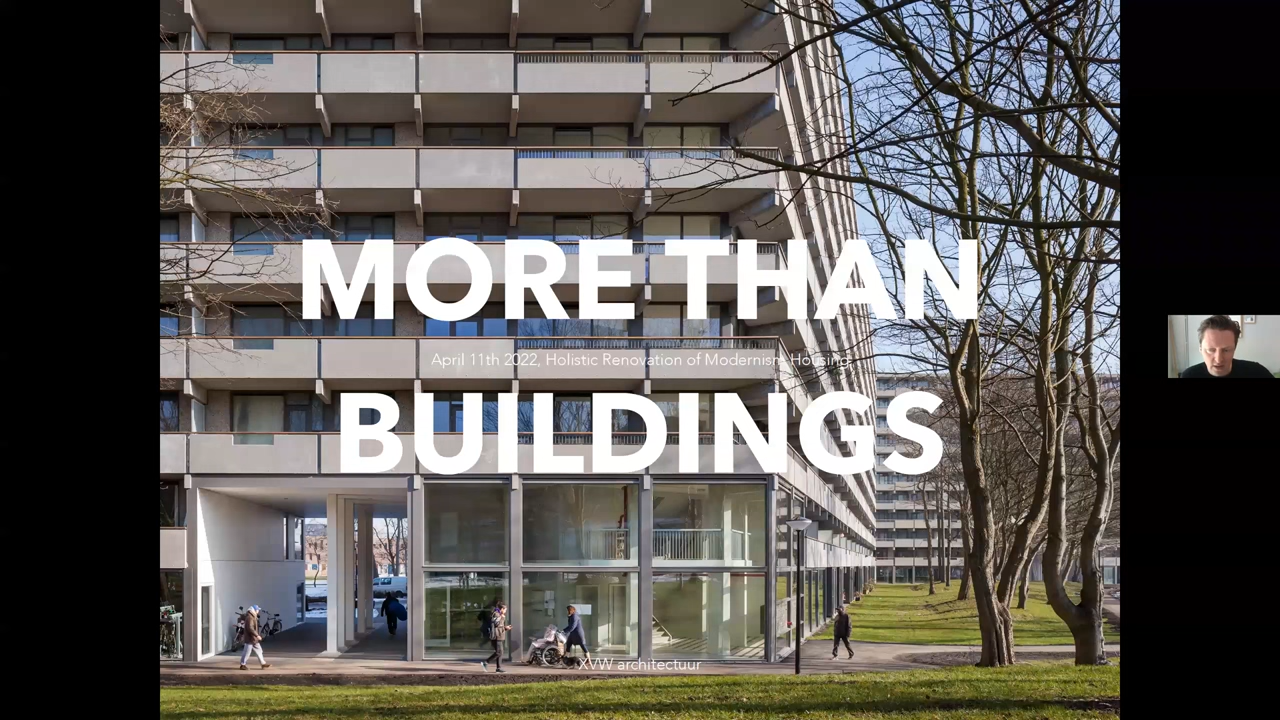 MORE THAN
April 11th 2022, Holistic Renovation of Modernism Housing
BUILDINGS
XVW architectuur